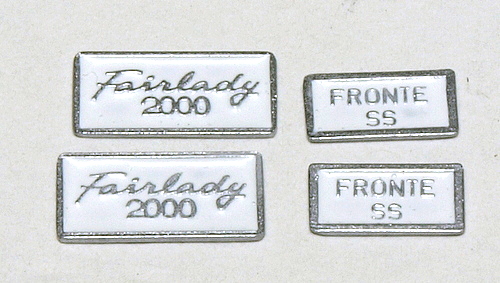 Fairlady
2000
FRONTE
SS
Fairlady
2000
FRONTE
SS